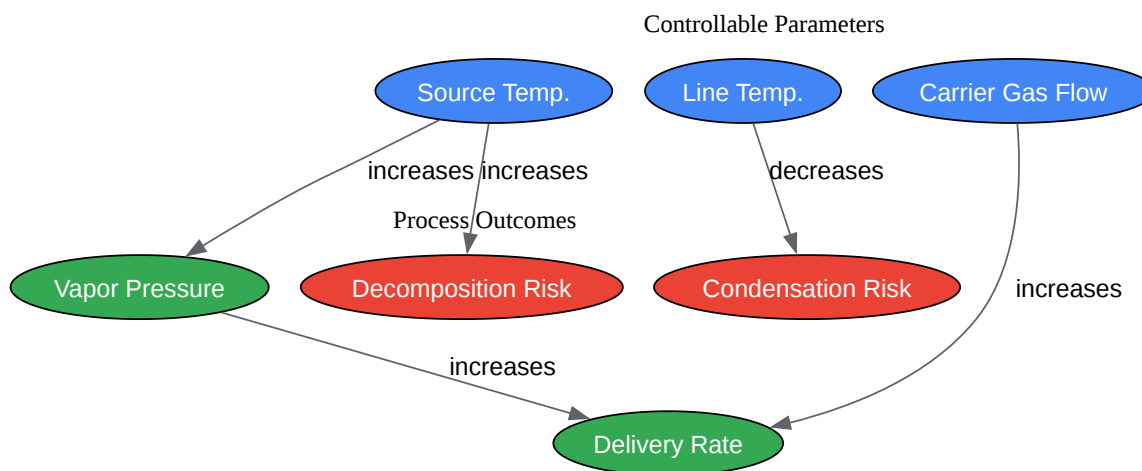 Controllable Parameters
Source Temp.
Line Temp.
Carrier Gas Flow
increases
increases
decreases
Process Outcomes
Vapor Pressure
Decomposition Risk
Condensation Risk
increases
increases
Delivery Rate